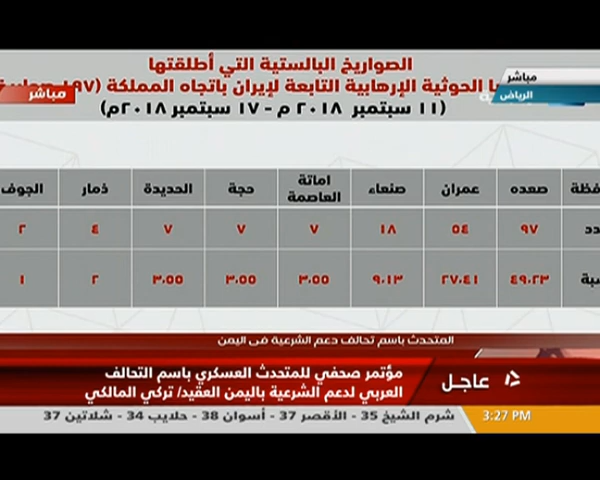 الصواريخ البالستية التي أطلقتها
الحوثية الإرهابية التابعة لإيران باتجاه المملكة (١٩٧
(١١ سبتمبر ٢٠١٨ م - ١٧ سبتمبر ٢٠١٨م)
مباشر
الرياض
مباشر
صعده عمران صنعاء اماتة العاصمة حجة الحديدة ذمار الجوف
٩٧ ٥٤ ١٨ ٧ ٧ ٧ ٤ ٢
٤٩.٢٣ ٢٧.٤١ ٩.١٣ ٣.٥٥ ٣.٥٥ ٣.٥٥ ٢ ١
المتحدث باسم تحالف دعم الشرعية فى اليمن
عاجل
مؤتمر صحفي للمتحدث العسكري باسم التحالف
العربي لدعم الشرعية باليمن العقيد/ تركي المالكي
3:27 PM
شرم الشيخ 35 - الأقصر 37 - أسوان 38 - حلايب 34 - شلاتين 37